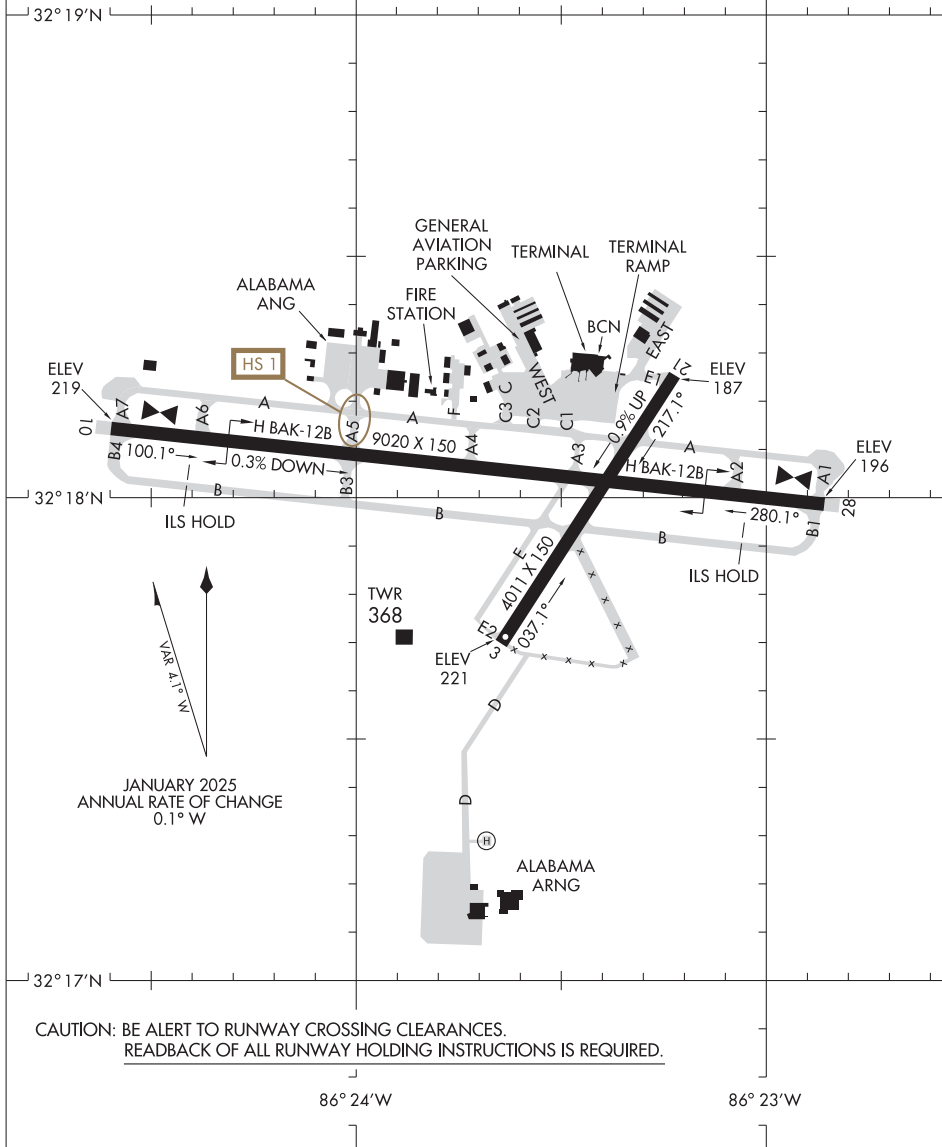 32° 19'N
GENERAL
AVIATION
PARKING
TERMINAL
TERMINAL
RAMP
ALABAMA
ANG
FIRE
STATION
BCN
HS 1
EAST
WEST
ELEV
219
ELEV
187
21
E1
A7
A6
A
A5
A
F
C3
C
C2
C1
0.9% UP
217.1°
10
H BAK-12B
9020 X 150
A4
A3
A
A2
A1
ELEV
196
B4
100.1°
0.3% DOWN
B3
H BAK-12B
280.1°
28
B1
32° 18'N
B
B
B
ILS HOLD
ILS HOLD
E
4011 X 150
037.1°
E2
3
ELEV
221
TWR
368
VAR 4.1° W
JANUARY 2025
ANNUAL RATE OF CHANGE
0.1° W
D
D
H
ALABAMA
ARNG
32° 17'N
CAUTION: BE ALERT TO RUNWAY CROSSING CLEARANCES.
READBACK OF ALL RUNWAY HOLDING INSTRUCTIONS IS REQUIRED.
86° 24'W
86° 23'W